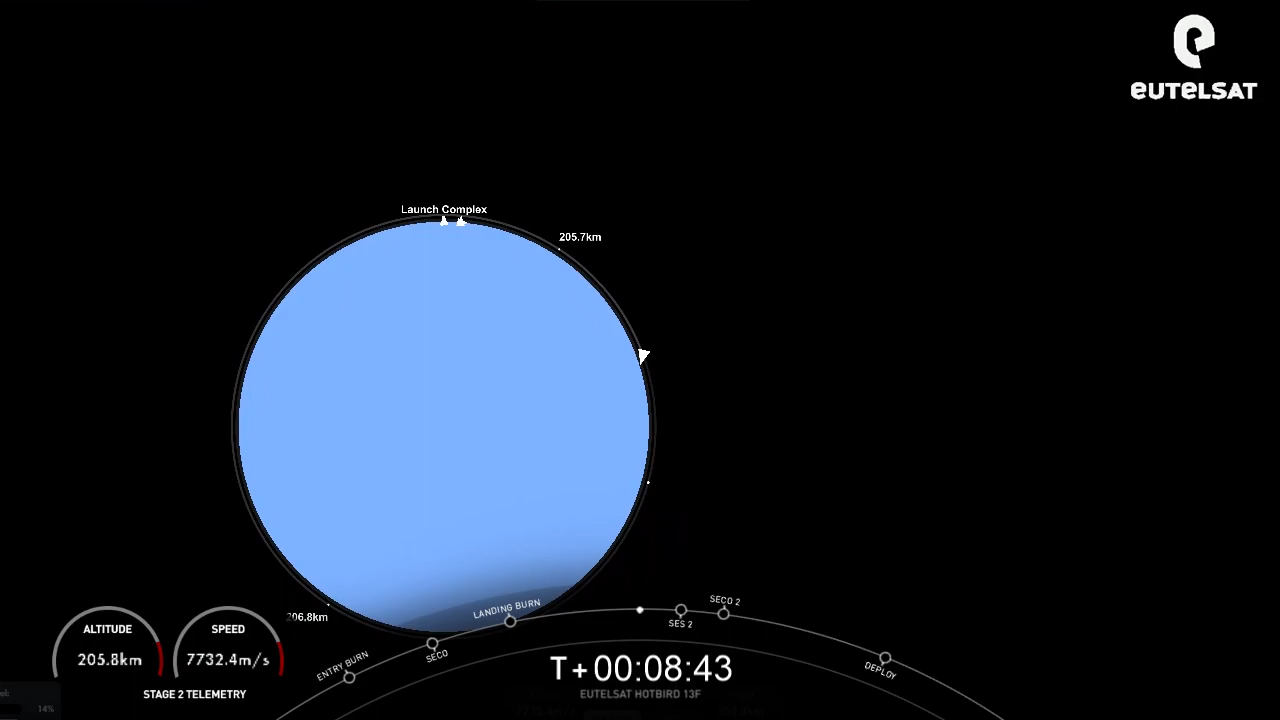 eUTeLSAT
Launch Complex
205.7km
206.8km
ALTITUDE
205.8km
SPEED
7732.4m/s
STAGE 2 TELEMETRY
ENTRY BURN
SECO
LANDING BURN
SES 2
SECO 2
DEPLOY
T+00:08:43
EUTELSAT HOTBIRD 13F
14%